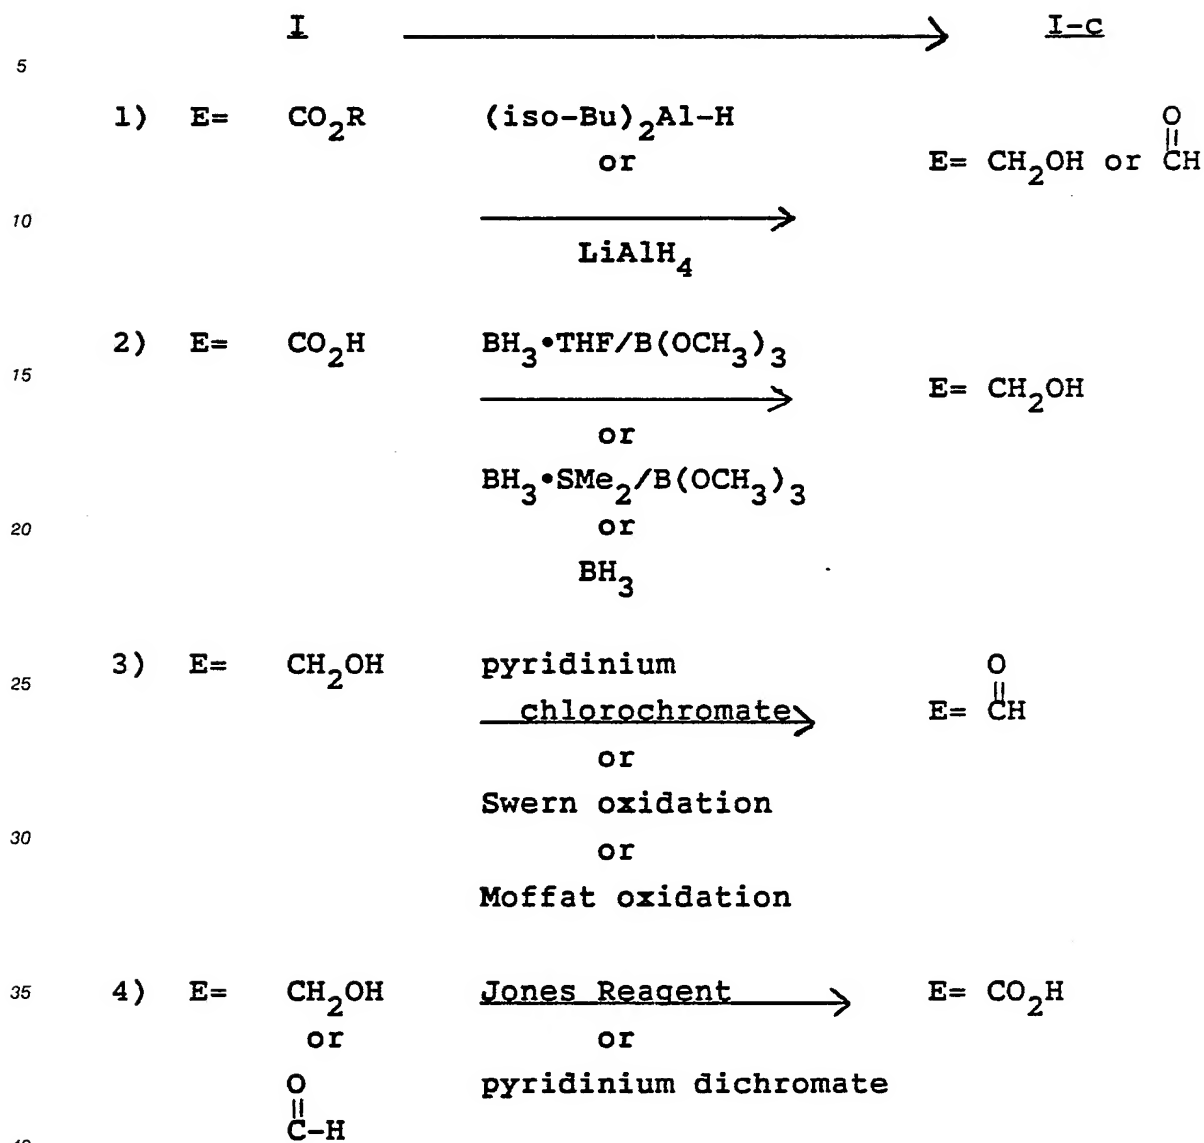 I ⟶ I-c
5
1) E= CO₂R (iso-Bu)₂Al-H O
or E= CH₂OH or CH
10
LiAlH₄
2) E= CO₂H BH₃•THF/B(OCH₃)₃
15 E= CH₂OH
or
BH₃•SMe₂/B(OCH₃)₃
20 or
BH₃
3) E= CH₂OH pyridinium O
25 chlorochromate E= CH
or
Swern oxidation
30 or
Moffat oxidation
35 4) E= CH₂OH Jones Reagent E= CO₂H
or or
O pyridinium dichromate
C-H
40